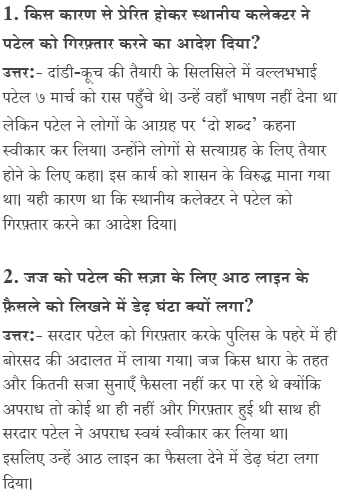 1. किस कारण से प्रेरित होकर स्थानीय कलेक्टर ने
पटेल को गिरफ़्तार करने का आदेश दिया?
उत्तर:- दांडी-कूच की तैयारी के सिलसिले में वल्लभभाई
पटेल ७ मार्च को रास पहुँचे थे। उन्हें वहाँ भाषण नहीं देना था
लेकिन पटेल ने लोगों के आग्रह पर ‘दो शब्द’ कहना
स्वीकार कर लिया। उन्होंने लोगों से सत्याग्रह के लिए तैयार
होने के लिए कहा। इस कार्य को शासन के विरुद्ध माना गया
था। यही कारण था कि स्थानीय कलेक्टर ने पटेल को
गिरफ़्तार करने का आदेश दिया।
2. जज को पटेल की सज़ा के लिए आठ लाइन के
फ़ैसले को लिखने में डेढ़ घंटा क्यों लगा?
उत्तर:- सरदार पटेल को गिरफ़्तार करके पुलिस के पहरे में ही
बोरसद की अदालत में लाया गया। जज किस धारा के तहत
और कितनी सजा सुनाएँ फैसला नहीं कर पा रहे थे क्योंकि
अपराध तो कोई था ही नहीं और गिरफ़्तार हुई थी साथ ही
सरदार पटेल ने अपराध स्वयं स्वीकार कर लिया था।
इसलिए उन्हें आठ लाइन का फैसला देने में डेढ़ घंटा लगा
दिया।